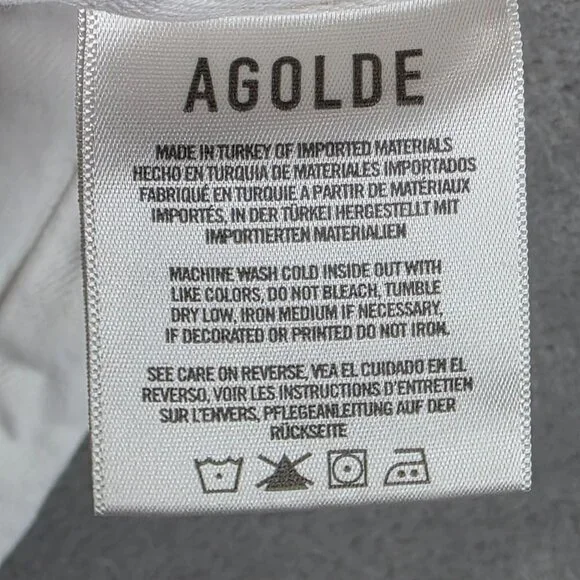 AGOLDE
MADE IN TURKEY OF IMPORTED MATERIALS
HECHO EN TURQUIA DE MATERIALES IMPORTADOS
FABRIQUÉ EN TURQUIE A PARTIR DE MATERIAUX
IMPORTÉS, IN DER TÜRKEI HERGESTELLT MIT
IMPORTIERTEN MATERIALIEN
MACHINE WASH COLD INSIDE OUT WITH
LIKE COLORS, DO NOT BLEACH, TUMBLE
DRY LOW, IRON MEDIUM IF NECESSARY,
IF DECORATED OR PRINTED DO NOT IRON.
SEE CARE ON REVERSE, VEA EL CUIDADO EN EL
REVERSO, VOIR LES INSTRUCTIONS D'ENTRETIEN
SUR L'ENVERS, PFLEGEANLEITUNG AUF DER
RÜCKSEITE